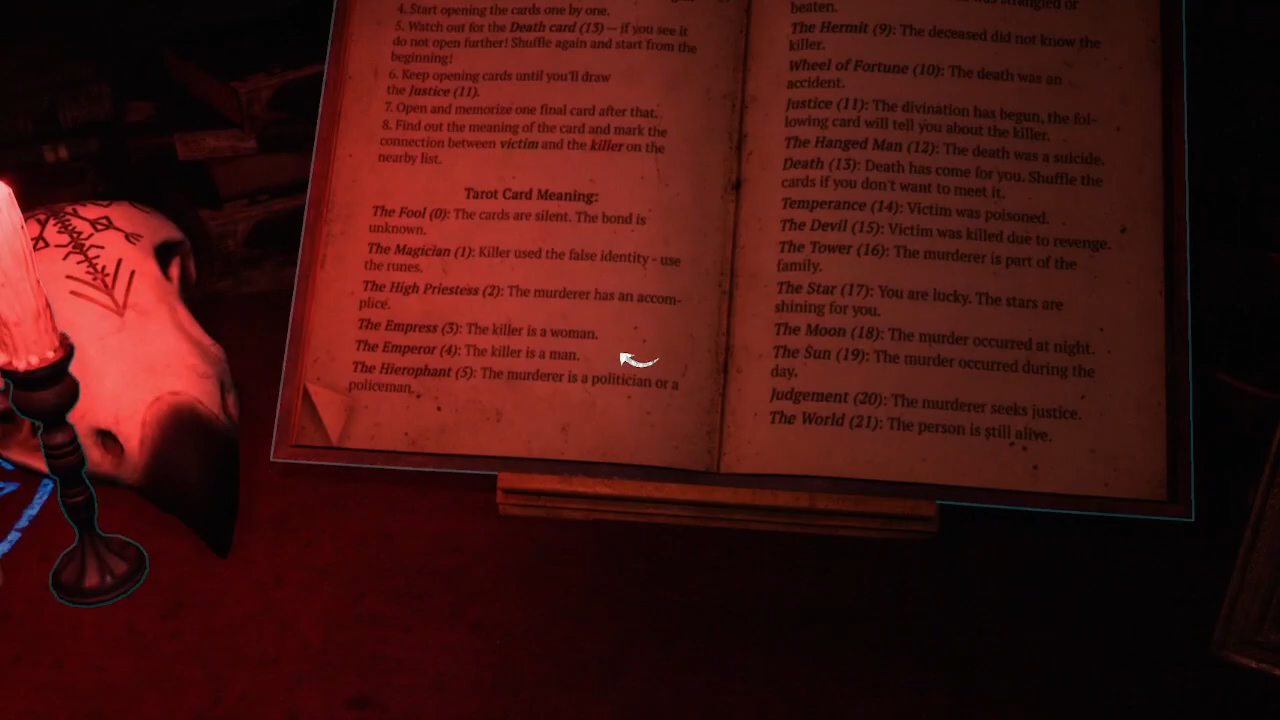 4. Start opening the cards one by one.
5. Watch out for the Death card (13) — if you see it
do not open further! Shuffle again and start from the
beginning!
6. Keep opening cards until you'll draw
the Justice (11).
7. Open and memorize one final card after that.
8. Find out the meaning of the card and mark the
connection between victim and the killer on the
nearby list.
Tarot Card Meaning:
The Fool (0): The cards are silent. The bond is
unknown.
The Magician (1): Killer used the false identity - use
the runes.
The High Priestess (2): The murderer has an accom-
plice.
The Empress (3): The killer is a woman.
The Emperor (4): The killer is a man.
The Hierophant (5): The murderer is a politician or a
policeman.
strangled or
beaten.
The Hermit (9): The deceased did not know the
killer.
Wheel of Fortune (10): The death was an
accident.
Justice (11): The divination has begun, the fol-
lowing card will tell you about the killer.
The Hanged Man (12): The death was a suicide.
Death (13): Death has come for you. Shuffle the
cards if you don't want to meet it.
Temperance (14): Victim was poisoned.
The Devil (15): Victim was killed due to revenge.
The Tower (16): The murderer is part of the
family.
The Star (17): You are lucky. The stars are
shining for you.
The Moon (18): The murder occurred at night.
The Sun (19): The murder occurred during the
day.
Judgement (20): The murderer seeks justice.
The World (21): The person is still alive.